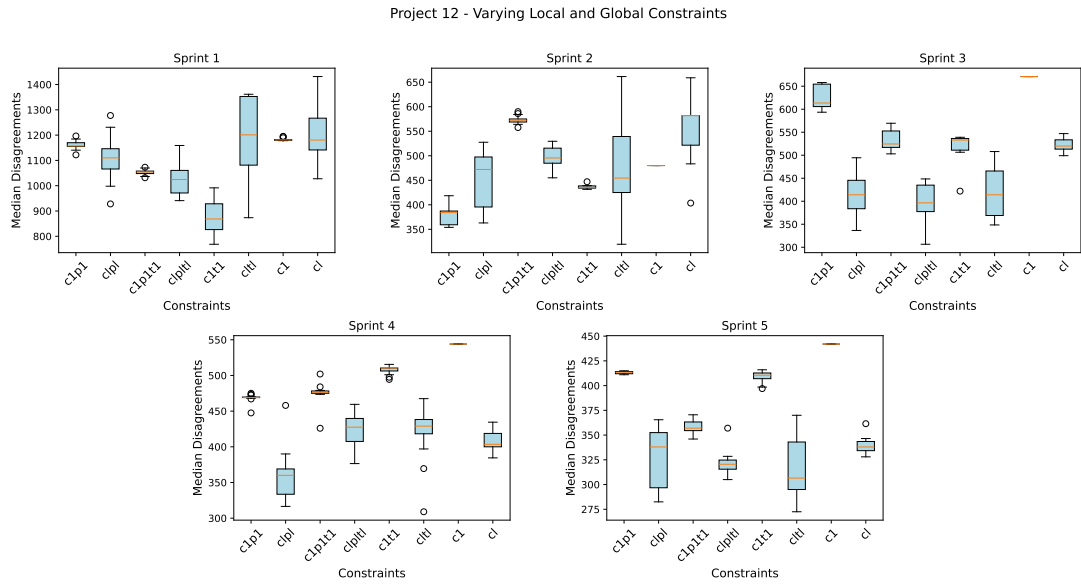 Project 12 - Varying Local and Global Constraints
Sprint 1
Median Disagreements
1400
1300
1200
1100
1000
900
800
c1p1
clpl
c1p1t1
clpltl
c1t1
cltl
c1
cl
Constraints
Sprint 2
Median Disagreements
650
600
550
500
450
400
350
c1p1
clpl
c1p1t1
clpltl
c1t1
cltl
c1
cl
Constraints
Sprint 3
Median Disagreements
650
600
550
500
450
400
350
300
c1p1
clpl
c1p1t1
clpltl
c1t1
cltl
c1
cl
Constraints
Sprint 4
Median Disagreements
550
500
450
400
350
300
c1p1
clpl
c1p1t1
clpltl
c1t1
cltl
c1
cl
Constraints
Sprint 5
Median Disagreements
450
425
400
375
350
325
300
275
c1p1
clpl
c1p1t1
clpltl
c1t1
cltl
c1
cl
Constraints